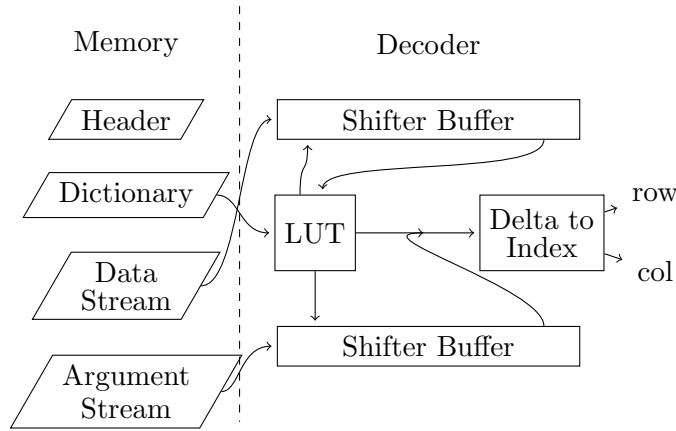 Memory
Decoder
Header
Shifter Buffer
Dictionary
row
LUT
Delta to
Index
Data
Stream
col
Shifter Buffer
Argument
Stream